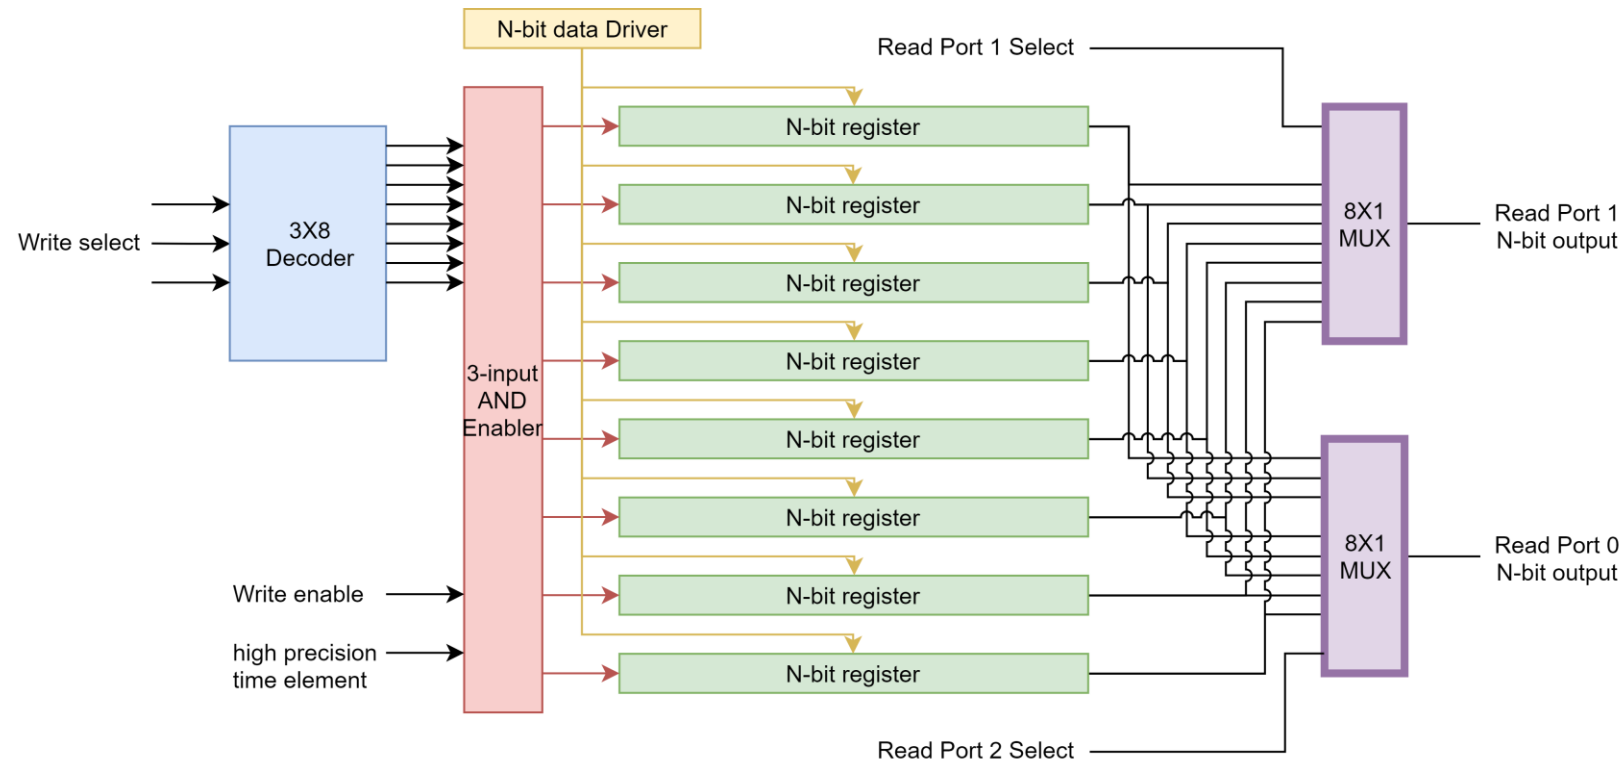 N-bit data Driver
Read Port 1 Select
N-bit register
N-bit register
N-bit register
N-bit register
N-bit register
N-bit register
N-bit register
N-bit register
3X8
Decoder
Write select
3-input
AND
Enabler
Write enable
high precision
time element
8X1
MUX
Read Port 1
N-bit output
8X1
MUX
Read Port 0
N-bit output
Read Port 2 Select